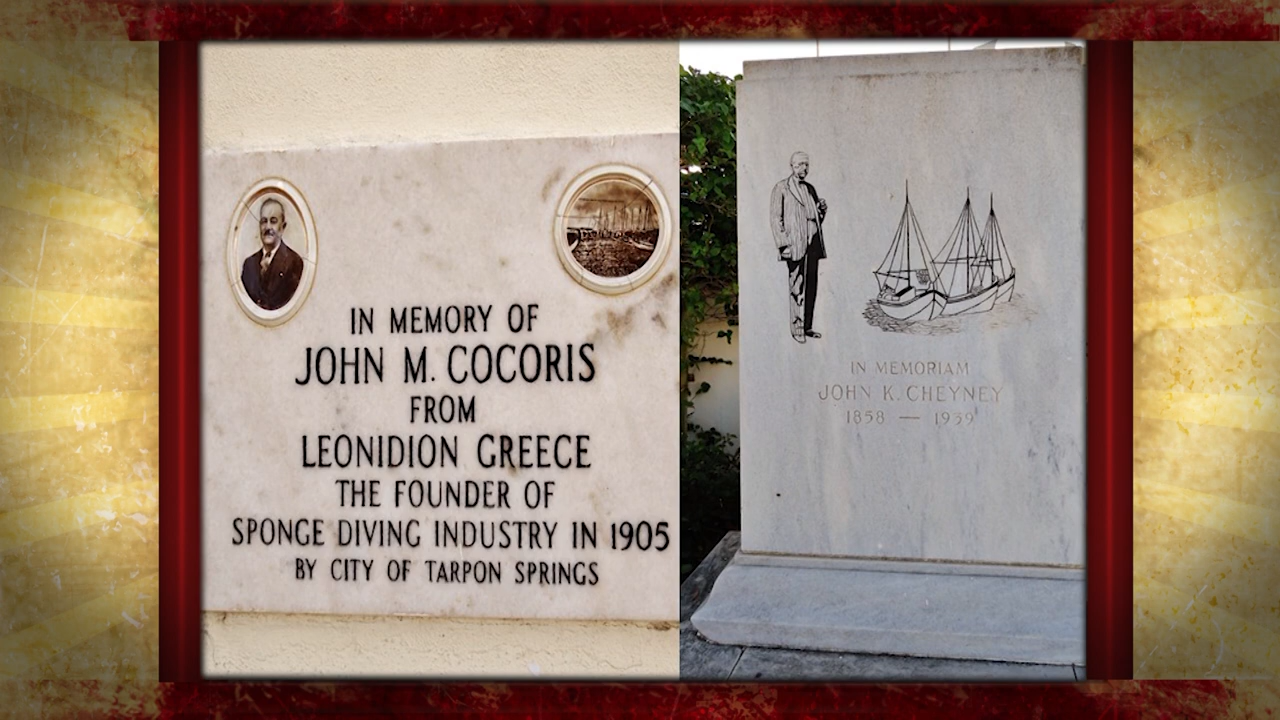 IN MEMORY OF
JOHN M. COCORIS
FROM
LEONIDION GREECE
THE FOUNDER OF
SPONGE DIVING INDUSTRY IN 1905
BY CITY OF TARPON SPRINGS
IN MEMORIAM
JOHN K. CHEYNEY
1858 — 1939